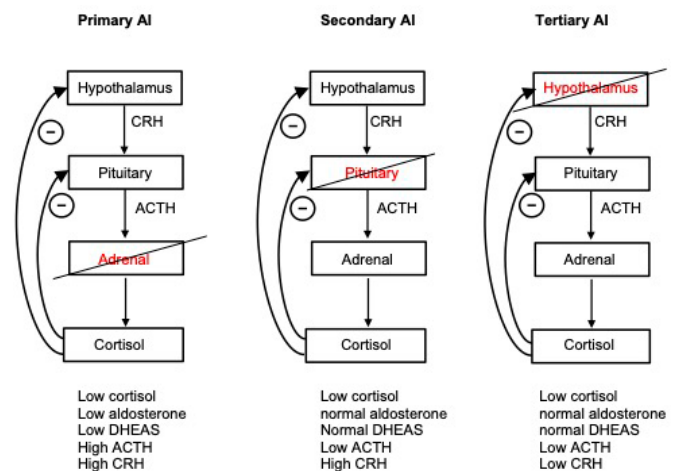 Primary AI
Hypothalamus
CRH
−
Pituitary
−
ACTH
Adrenal
Cortisol
Low cortisol
Low aldosterone
Low DHEAS
High ACTH
High CRH
Secondary AI
Hypothalamus
CRH
−
Pituitary
−
ACTH
Adrenal
Cortisol
Low cortisol
normal aldosterone
Normal DHEAS
Low ACTH
High CRH
Tertiary AI
Hypothalamus
CRH
−
Pituitary
−
ACTH
Adrenal
Cortisol
Low cortisol
normal aldosterone
normal DHEAS
Low ACTH
Low CRH